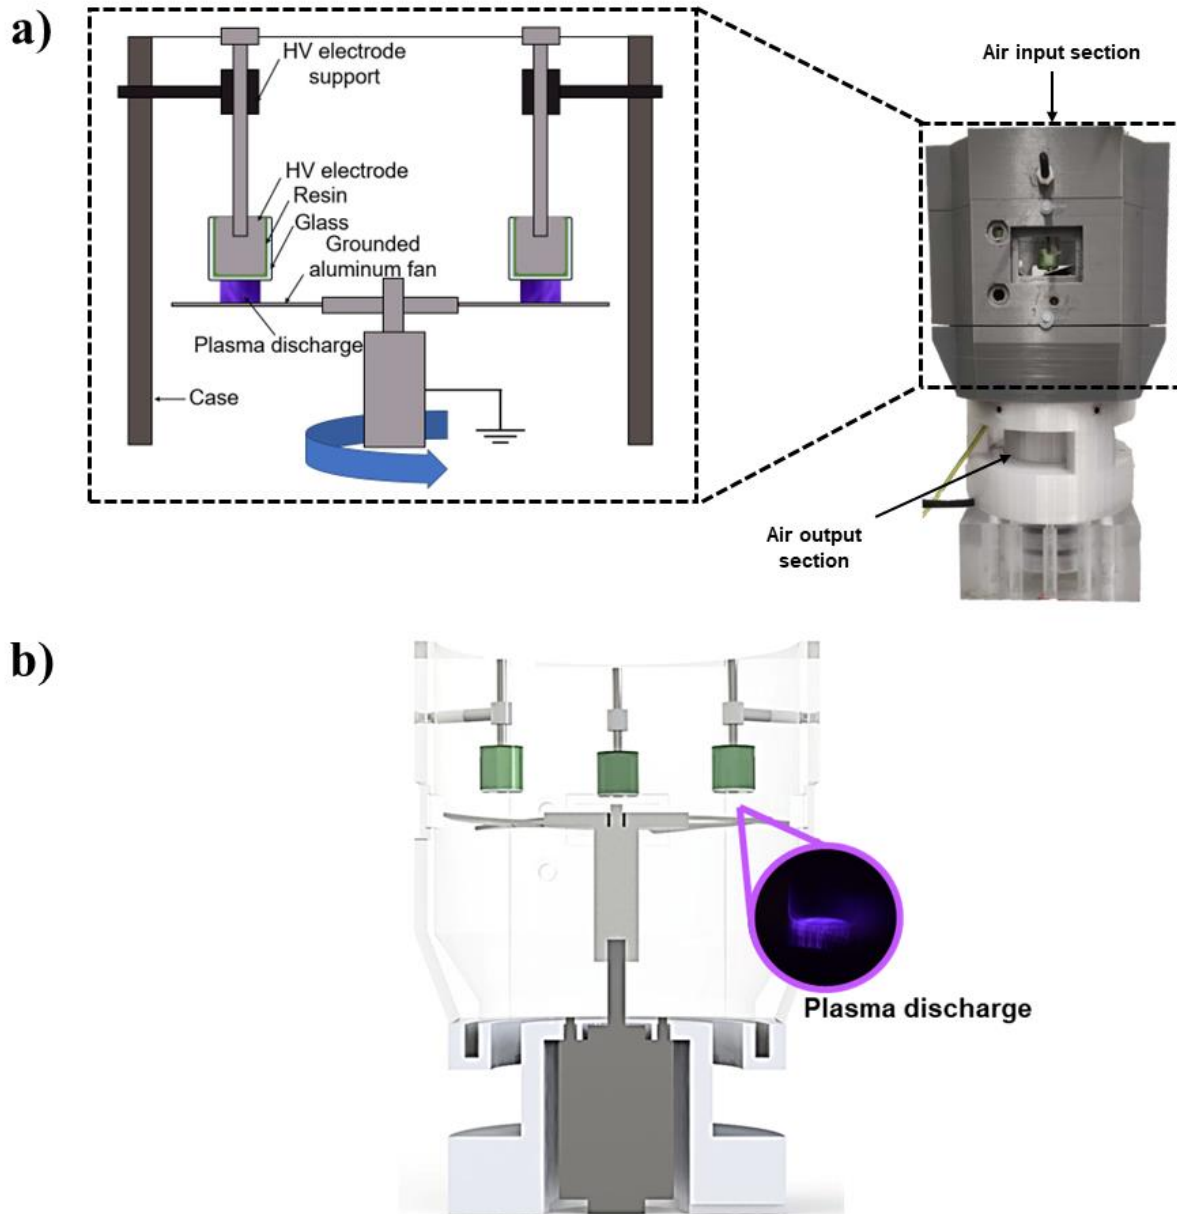 a)
HV electrode
support
HV electrode
Resin
Glass
Grounded
aluminum fan
Plasma discharge
Case
Air input section
Air output
section
b)
Plasma discharge